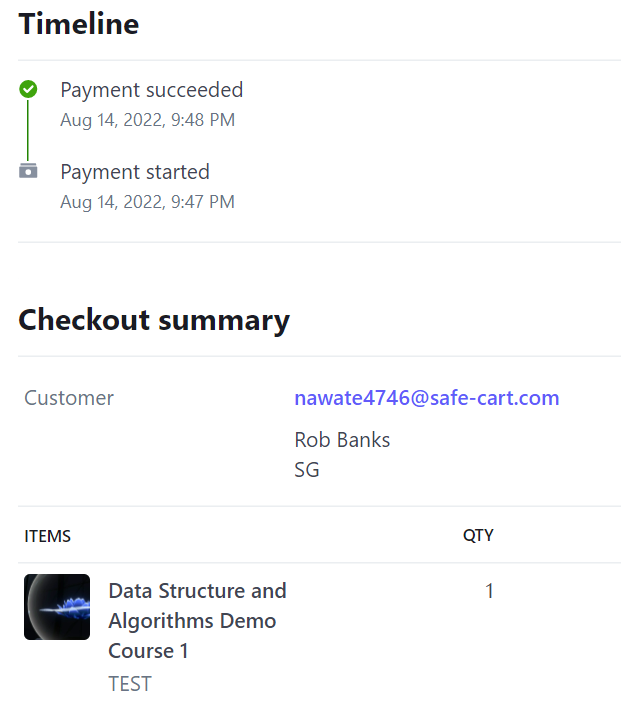 Timeline
Payment succeeded
Aug 14, 2022, 9:48 PM
Payment started
Aug 14, 2022, 9:47 PM
Checkout summary
Customer
nawate4746@safe-cart.com
Rob Banks
SG
ITEMS QTY
Data Structure and 1
Algorithms Demo
Course 1
TEST